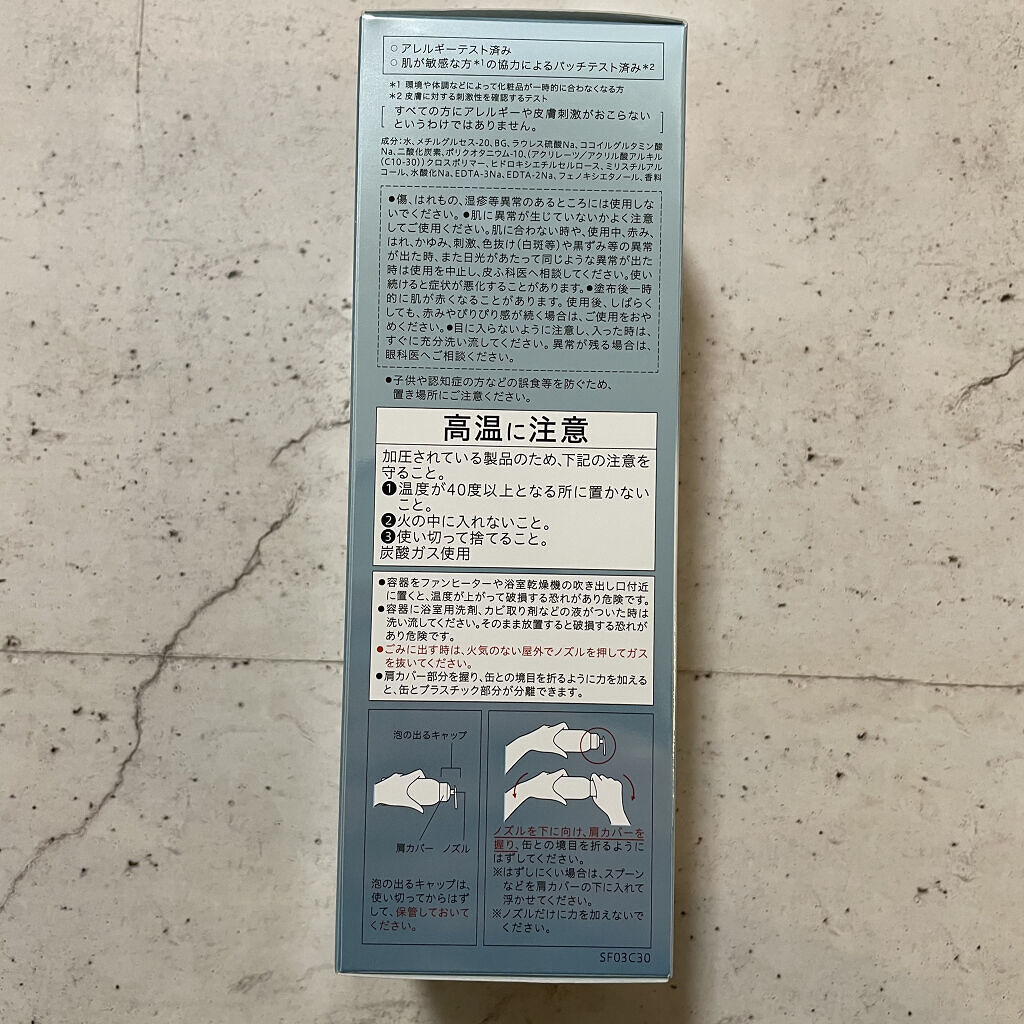 ○ アレルギーテスト済み
○ 肌が敏感な方*1の協力によるパッチテスト済み*2
*1 環境や体調などによって化粧品が一時的に合わなくなる方
*2 皮膚に対する刺激性を確認するテスト
すべての方にアレルギーや皮膚刺激がおこらない
というわけではありません。
成分：水、メチルグルセス-20、BG、ラウレス硫酸Na、ココイルグルタミン酸
Na、二酸化炭素、ポリクオタニウム-10、(アクリレーツ/アクリル酸アルキル
(C10-30))クロスポリマー、ヒドロキシエチルセルロース、ミリスチルアル
コール、水酸化Na、EDTA-3Na、EDTA-2Na、フェノキシエタノール、香料
●傷、はれもの、湿疹等異常のあるところには使用しな
いでください。●肌に異常が生じていないかよく注意
してご使用ください。肌に合わない時や、使用中、赤み、
はれ、かゆみ、刺激、色抜け(白斑等)や黒ずみ等の異常
が出た時、また日光があたって同じような異常が出た
時は使用を中止し、皮ふ科医へ相談してください。使い
続けると症状が悪化することがあります。●塗布後一時
的に肌が赤くなることがあります。使用後、しばらく
しても、赤みやぴりぴり感が続く場合は、ご使用をおや
めください。●目に入らないように注意し、入った時は、
すぐに充分洗い流してください。異常が残る場合は、
眼科医へご相談ください。
●子供や認知症の方などの誤食等を防ぐため、
置き場所にご注意ください。
高温に注意
加圧されている製品のため、下記の注意を
守ること。
❶温度が40度以上となる所に置かない
こと。
❷火の中に入れないこと。
❸使い切って捨てること。
炭酸ガス使用
●容器をファンヒーターや浴室乾燥機の吹き出し口付近
に置くと、温度が上がって破損する恐れがあり危険です。
●容器に浴室用洗剤、カビ取り剤などの液がついた時は
洗い流してください。そのまま放置すると破損する恐れが
あり危険です。
●ごみに出す時は、火気のない屋外でノズルを押してガス
を抜いてください。
●肩カバー部分を握り、缶との境目を折るように力を加える
と、缶とプラスチック部分が分離できます。
泡の出るキャップ
肩カバー ノズル
泡の出るキャップは、
使い切ってからはず
して、保管しておいて
ください。
ノズルを下に向け、肩カバーを
握り、缶との境目を折るように
はずしてください。
※はずしにくい場合は、スプーン
などを肩カバーの下に入れて
浮かせてください。
※ノズルだけに力を加えないで
ください。
SF03C30